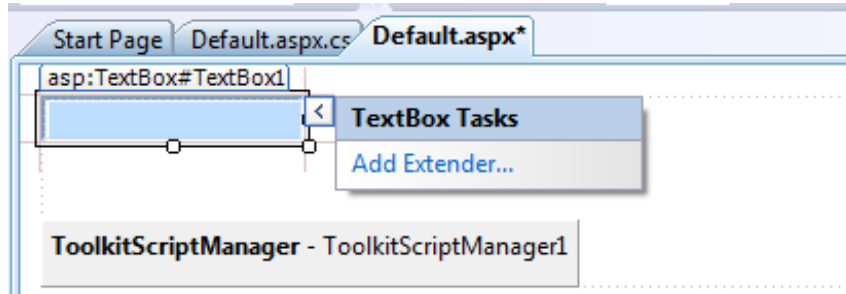 Start Page Default.aspx.cs Default.aspx*
asp:TextBox#TextBox1
< TextBox Tasks
Add Extender...
ToolkitScriptManager - ToolkitScriptManager1